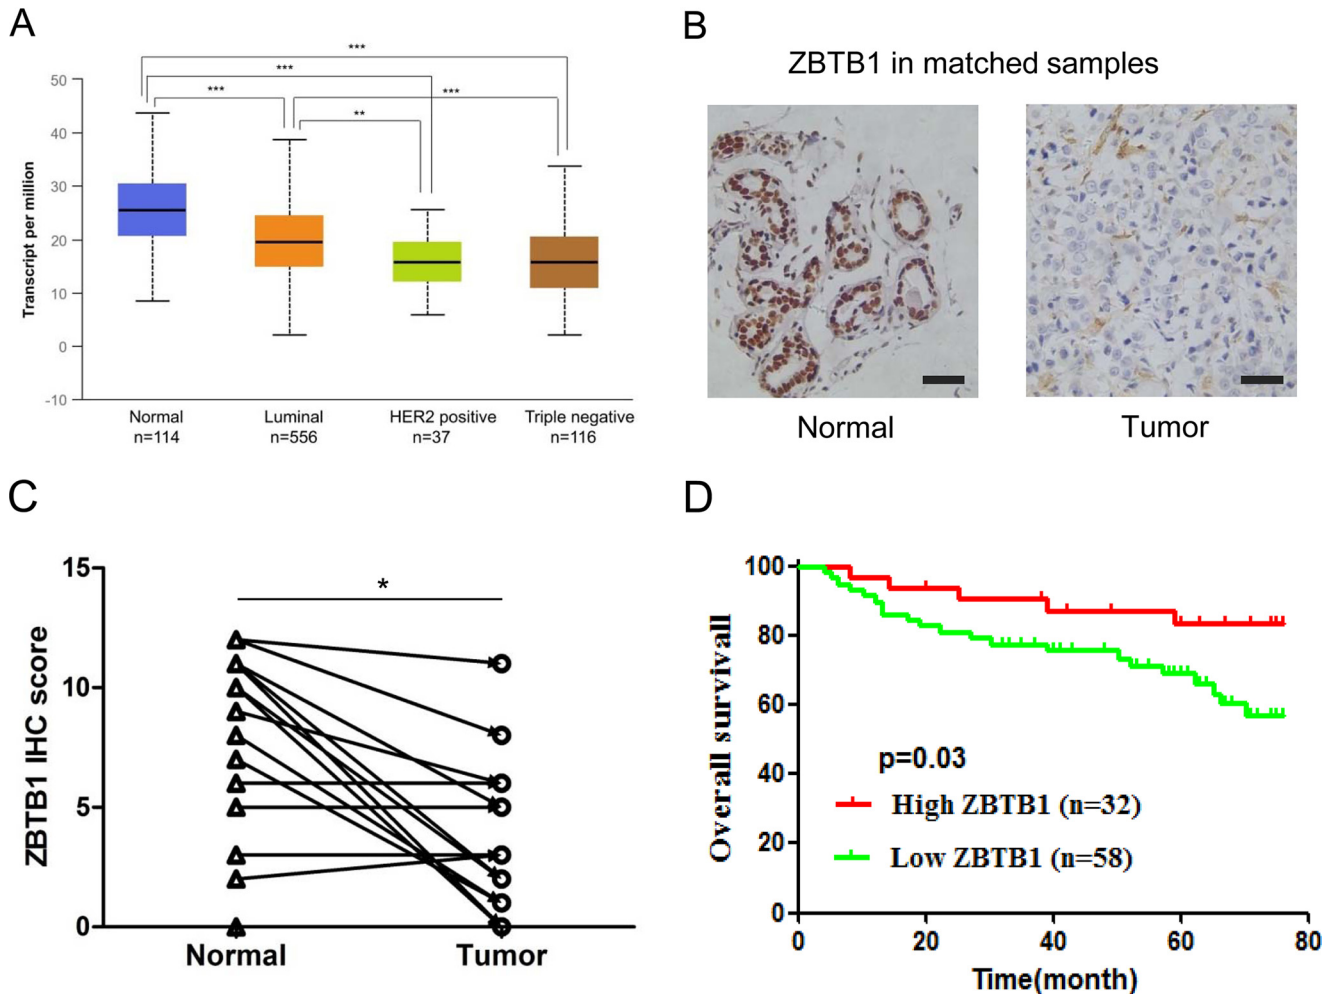 A
***
***
***
***
**
50
40
30
20
10
0
-10
Transcript per million
Normal
n=114
Luminal
n=556
HER2 positive
n=37
Triple negative
n=116
B
ZBTB1 in matched samples
Normal
Tumor
C
15
10
5
0
ZBTB1 IHC score
*
Normal
Tumor
D
100
80
60
40
20
0
Overall survivall
p=0.03
High ZBTB1 (n=32)
Low ZBTB1 (n=58)
0
20
40
60
80
Time(month)